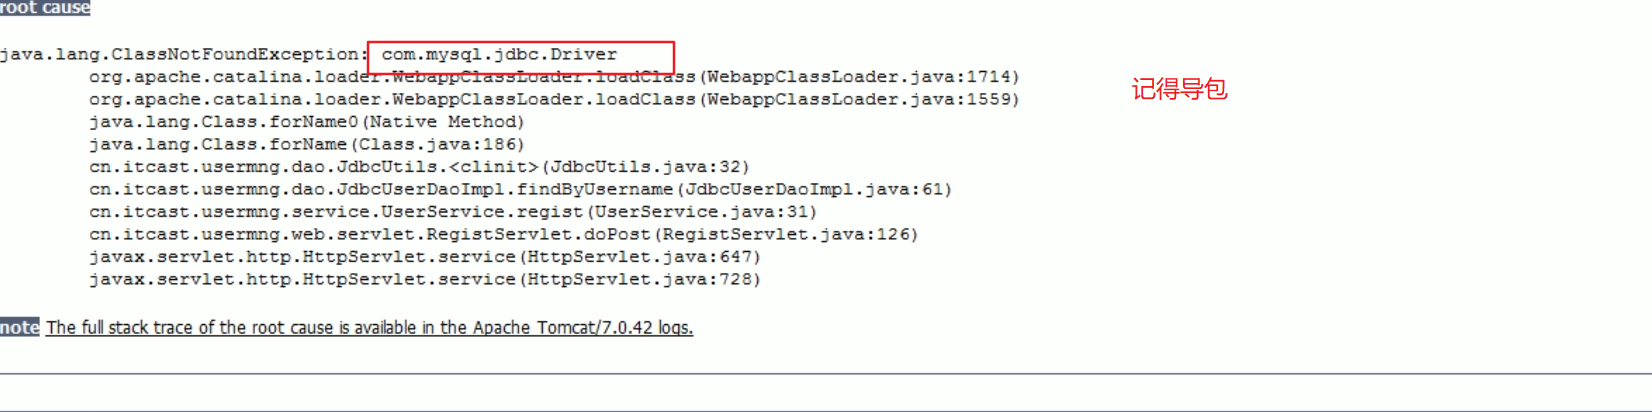 root cause
java.lang.ClassNotFoundException: com.mysql.jdbc.Driver
org.apache.catalina.loader.WebappClassLoader.loadClass(WebappClassLoader.java:1714)
记得导包
org.apache.catalina.loader.WebappClassLoader.loadClass(WebappClassLoader.java:1559)
java.lang.Class.forName0(Native Method)
java.lang.Class.forName(Class.java:186)
cn.itcast.usermng.dao.JdbcUtils.<clinit>(JdbcUtils.java:32)
cn.itcast.usermng.dao.JdbcUserDaoImpl.findByUsername(JdbcUserDaoImpl.java:61)
cn.itcast.usermng.service.UserService.regist(UserService.java:31)
cn.itcast.usermng.web.servlet.RegistServlet.doPost(RegistServlet.java:126)
javax.servlet.http.HttpServlet.service(HttpServlet.java:647)
javax.servlet.http.HttpServlet.service(HttpServlet.java:728)
note The full stack trace of the root cause is available in the Apache Tomcat/7.0.42 logs.